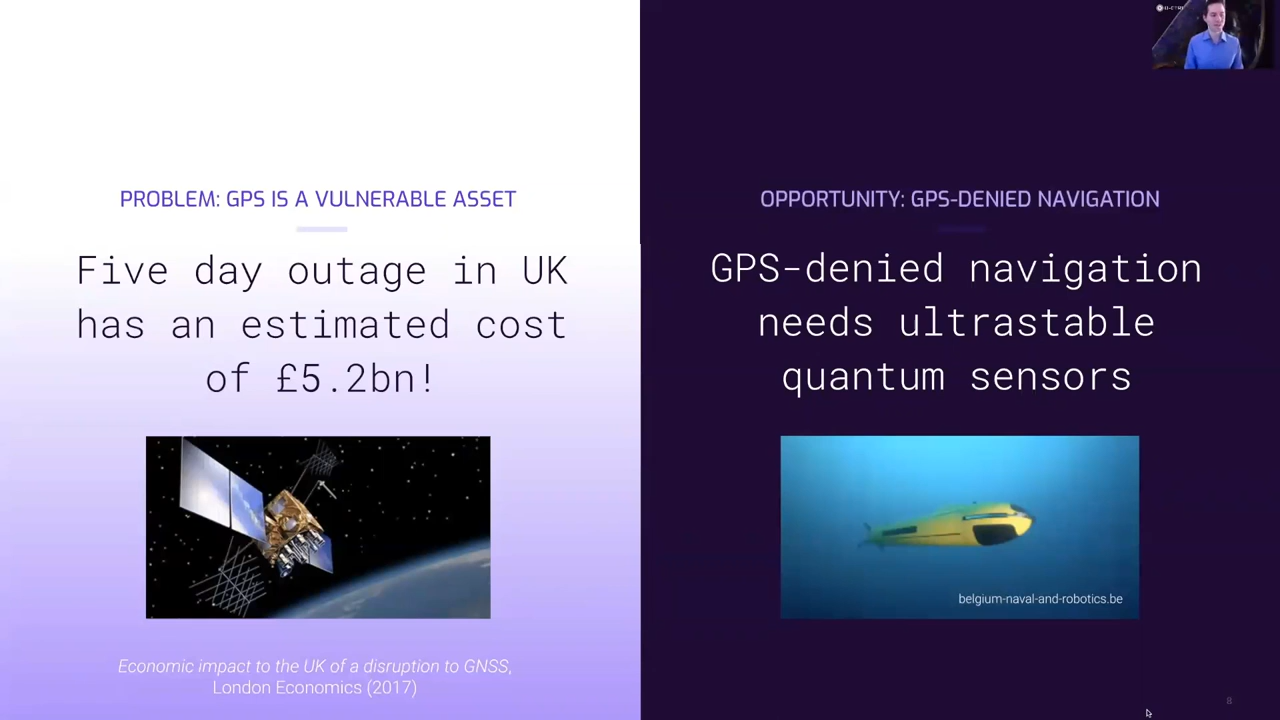 PROBLEM: GPS IS A VULNERABLE ASSET
Five day outage in UK
has an estimated cost
of £5.2bn!
Economic impact to the UK of a disruption to GNSS,
London Economics (2017)
OPPORTUNITY: GPS-DENIED NAVIGATION
GPS-denied navigation
needs ultrastable
quantum sensors
belgium-naval-and-robotics.be
8